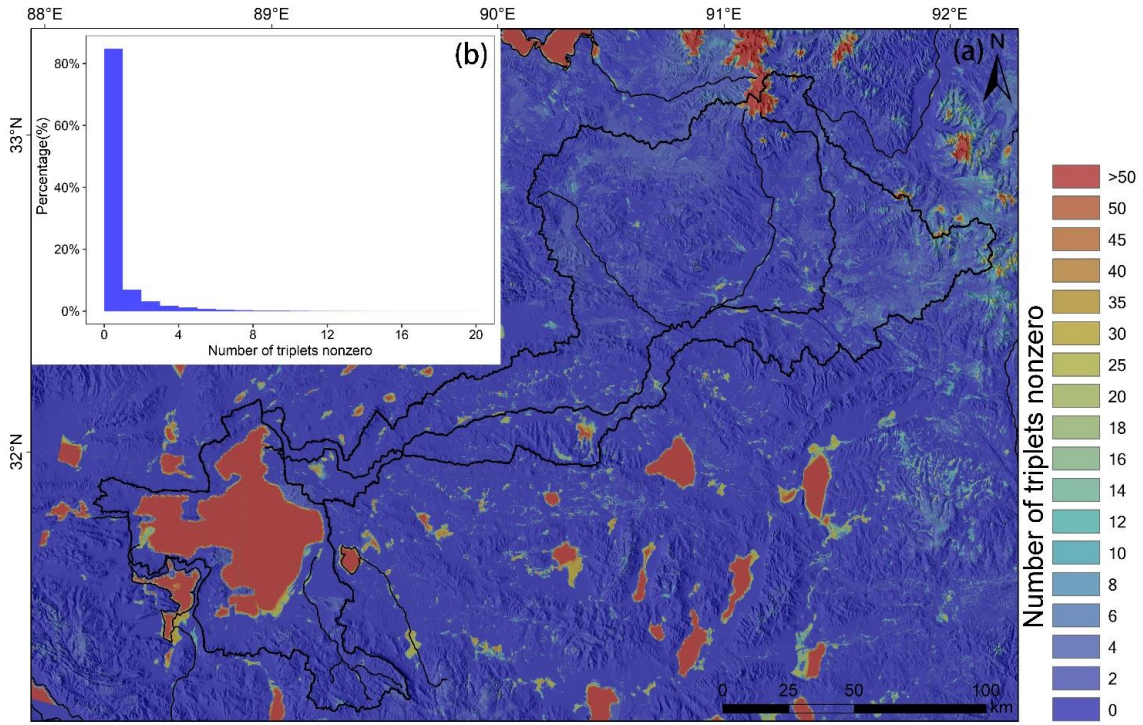 88°E 89°E 90°E 91°E 92°E
33°N
32°N
(b)
80%
60%
40%
20%
0%
Percentage(%)
0 4 8 12 16 20
Number of triplets nonzero
(a)
N
0 25 50 100
km
Number of triplets nonzero
>50
50
45
40
35
30
25
20
18
16
14
12
10
8
6
4
2
0